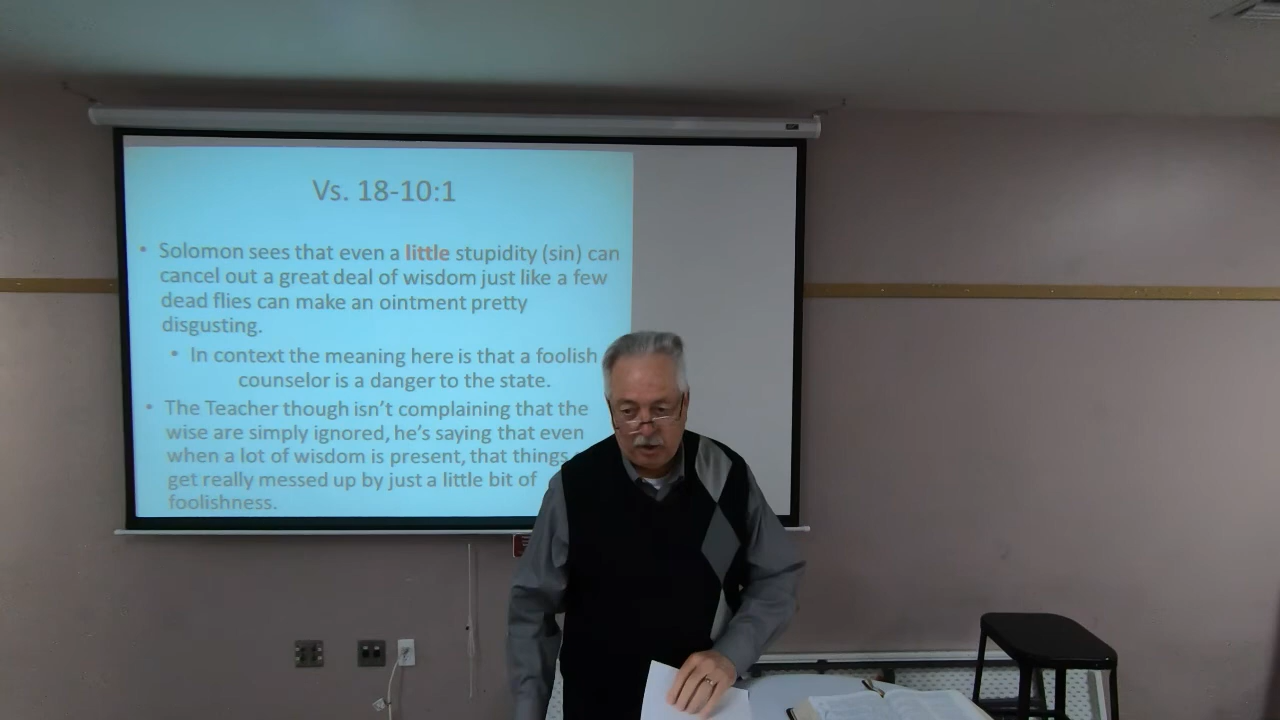 Vs. 18-10:1
• Solomon sees that even a little stupidity (sin) can
cancel out a great deal of wisdom just like a few
dead flies can make an ointment pretty
disgusting.
• In context the meaning here is that a foolish
counselor is a danger to the state.
• The Teacher though isn’t complaining that the
wise are simply ignored, he’s saying that even
when a lot of wisdom is present, that things
get really messed up by just a little bit of
foolishness.